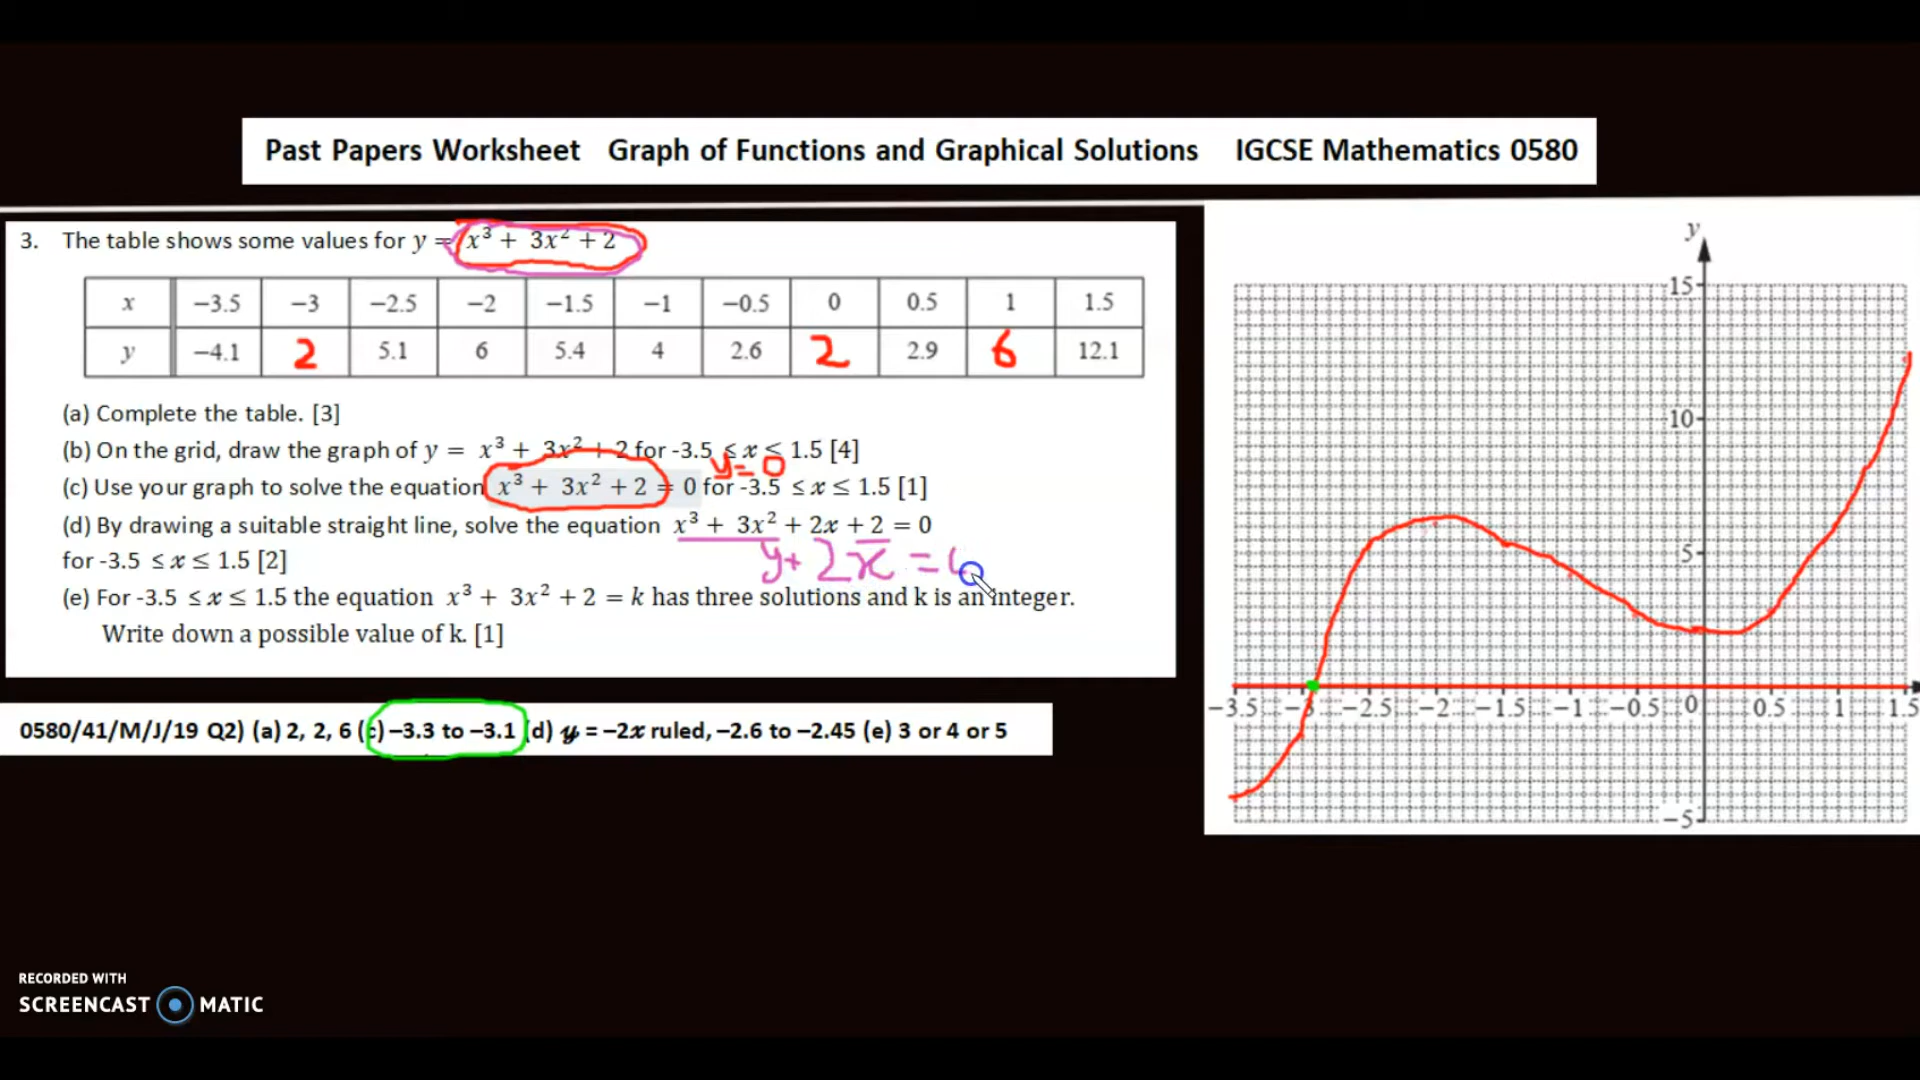 Past Papers Worksheet Graph of Functions and Graphical Solutions IGCSE Mathematics 0580
3. The table shows some values for y = x³ + 3x² + 2
x −3.5 −3 −2.5 −2 −1.5 −1 −0.5 0 0.5 1 1.5
y −4.1 2 5.1 6 5.4 4 2.6 2 2.9 6 12.1
(a) Complete the table. [3]
(b) On the grid, draw the graph of y = x³ + 3x² + 2 for -3.5 ≤ x ≤ 1.5 [4]
y = 0
(c) Use your graph to solve the equation x³ + 3x² + 2 = 0 for -3.5 ≤ x ≤ 1.5 [1]
(d) By drawing a suitable straight line, solve the equation x³ + 3x² + 2x + 2 = 0
y + 2x =
for -3.5 ≤ x ≤ 1.5 [2]
(e) For -3.5 ≤ x ≤ 1.5 the equation x³ + 3x² + 2 = k has three solutions and k is an integer.
Write down a possible value of k. [1]
0580/41/M/J/19 Q2) (a) 2, 2, 6 (c) −3.3 to −3.1 (d) y = −2x ruled, −2.6 to −2.45 (e) 3 or 4 or 5
y
15
10
5
−3.5 −3 −2.5 −2 −1.5 −1 −0.5 0 0.5 1 1.5
−5
RECORDED WITH
SCREENCAST MATIC